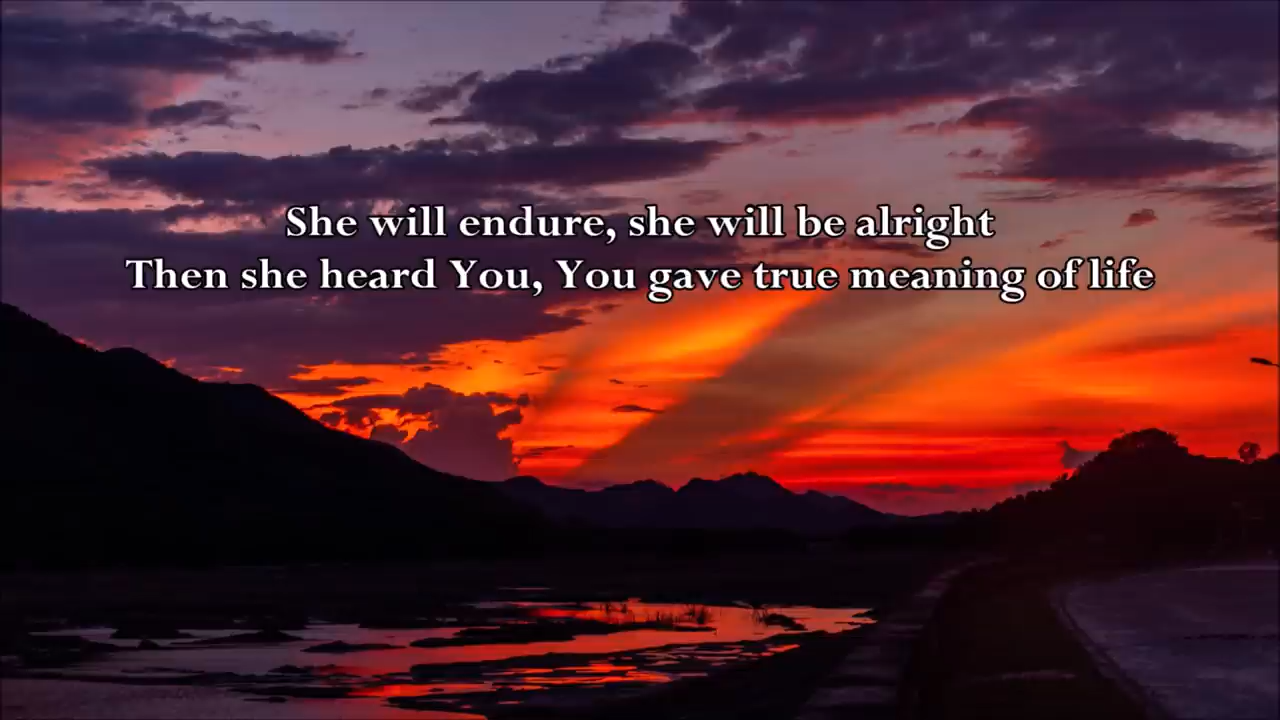 She will endure, she will be alright
Then she heard You, You gave true meaning of life